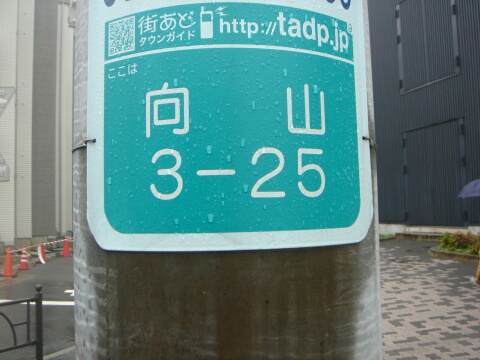 街あど
タウンガイド
http://tadp.jp
ここは
向山
3-25